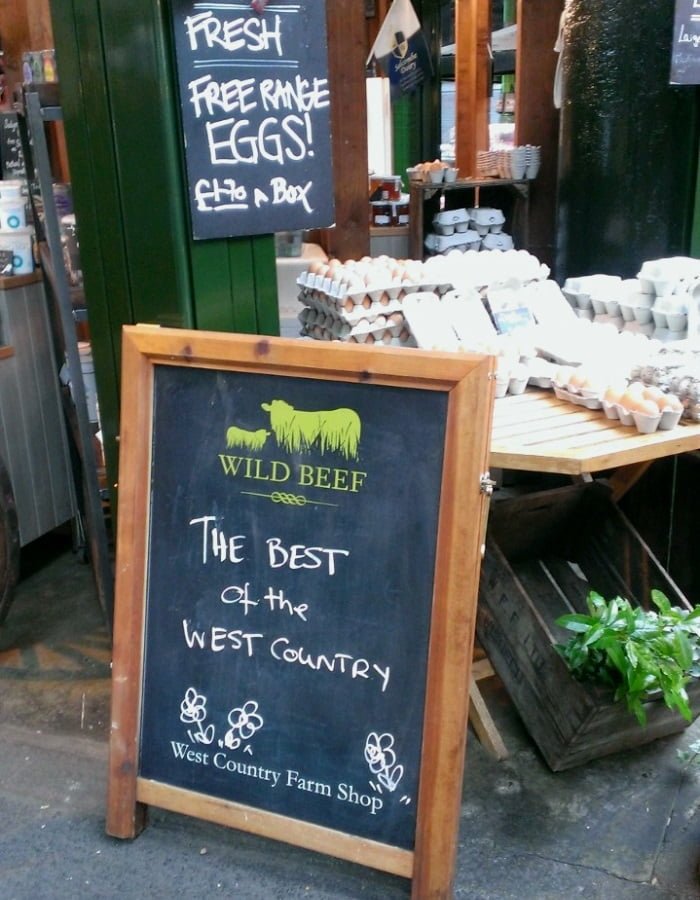 FRESH
FREE RANGE
EGGS!
£1.70 A BOX
WILD BEEF
THE BEST
of the
WEST COUNTRY
West Country Farm Shop